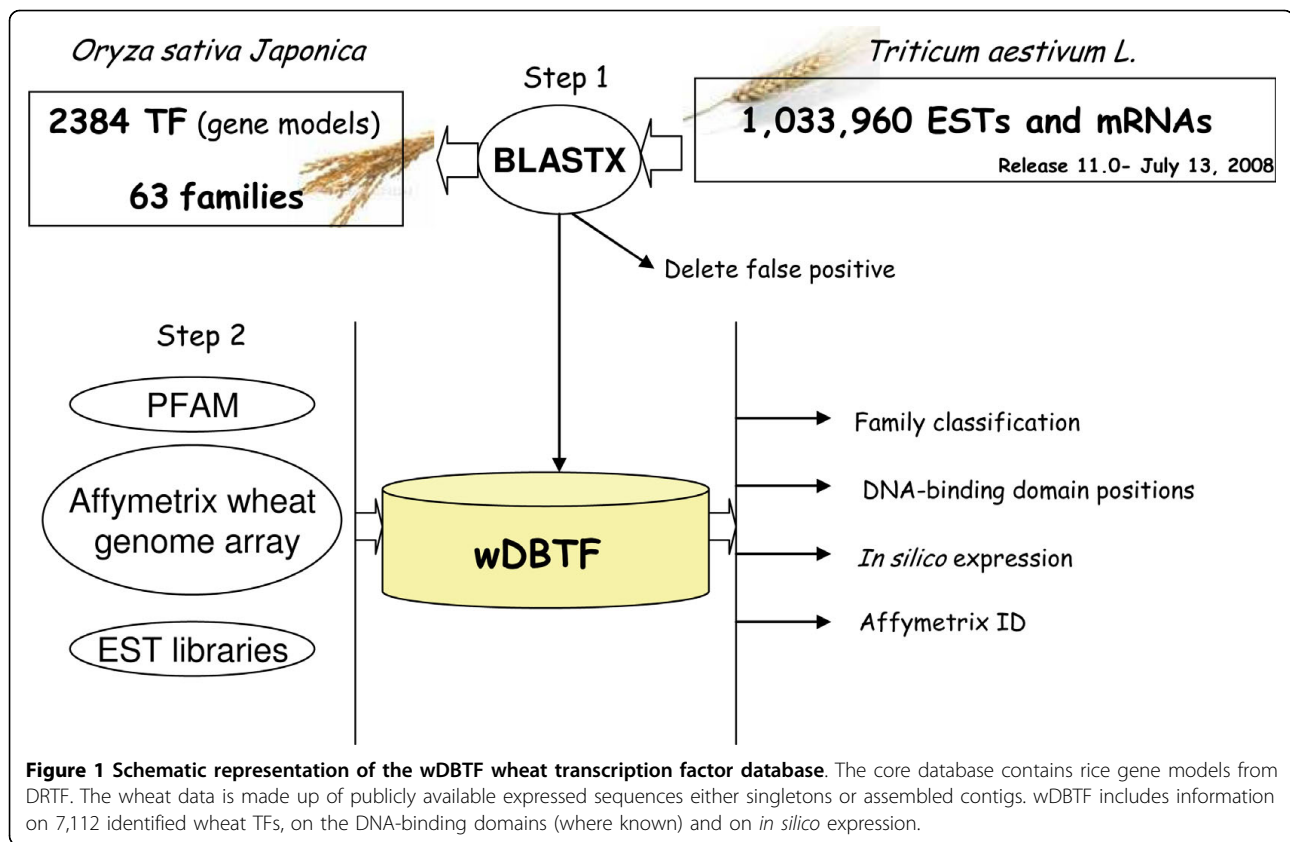 Oryza sativa Japonica
Triticum aestivum L.
Step 1
2384 TF (gene models)
63 families
BLASTX
1,033,960 ESTs and mRNAs
Release 11.0- July 13, 2008
Delete false positive
Step 2
PFAM
Affymetrix wheat
genome array
EST libraries
wDBTF
Family classification
DNA-binding domain positions
In silico expression
Affymetrix ID
Figure 1 Schematic representation of the wDBTF wheat transcription factor database. The core database contains rice gene models from
DRTF. The wheat data is made up of publicly available expressed sequences either singletons or assembled contigs. wDBTF includes information
on 7,112 identified wheat TFs, on the DNA-binding domains (where known) and on in silico expression.